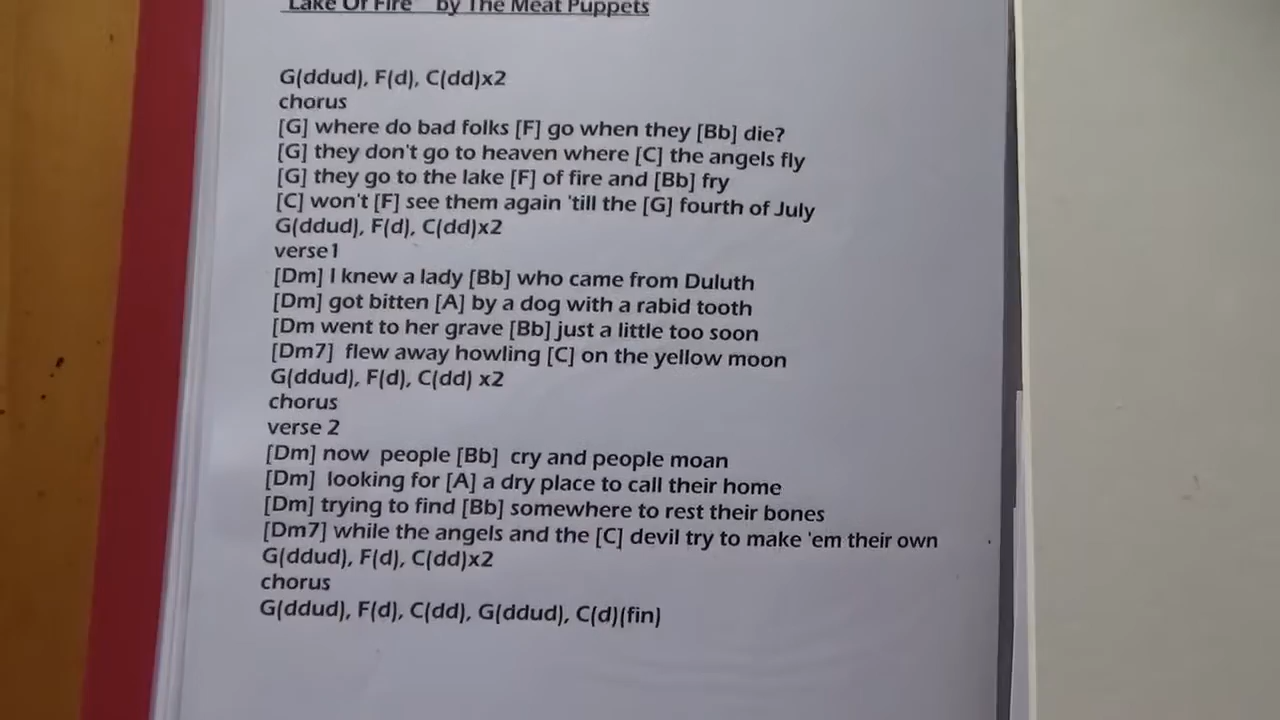 "Lake Of Fire" by The Meat Puppets
G(ddud), F(d), C(dd)x2
chorus
[G] where do bad folks [F] go when they [Bb] die?
[G] they don't go to heaven where [C] the angels fly
[G] they go to the lake [F] of fire and [Bb] fry
[C] won't [F] see them again 'till the [G] fourth of July
G(ddud), F(d), C(dd)x2
verse1
[Dm] I knew a lady [Bb] who came from Duluth
[Dm] got bitten [A] by a dog with a rabid tooth
[Dm went to her grave [Bb] just a little too soon
[Dm7]  flew away howling [C] on the yellow moon
G(ddud), F(d), C(dd) x2
chorus
verse 2
[Dm] now  people [Bb]  cry and people moan
[Dm]  looking for [A] a dry place to call their home
[Dm] trying to find [Bb] somewhere to rest their bones
[Dm7] while the angels and the [C] devil try to make 'em their own
G(ddud), F(d), C(dd)x2
chorus
G(ddud), F(d), C(dd), G(ddud), C(d)(fin)